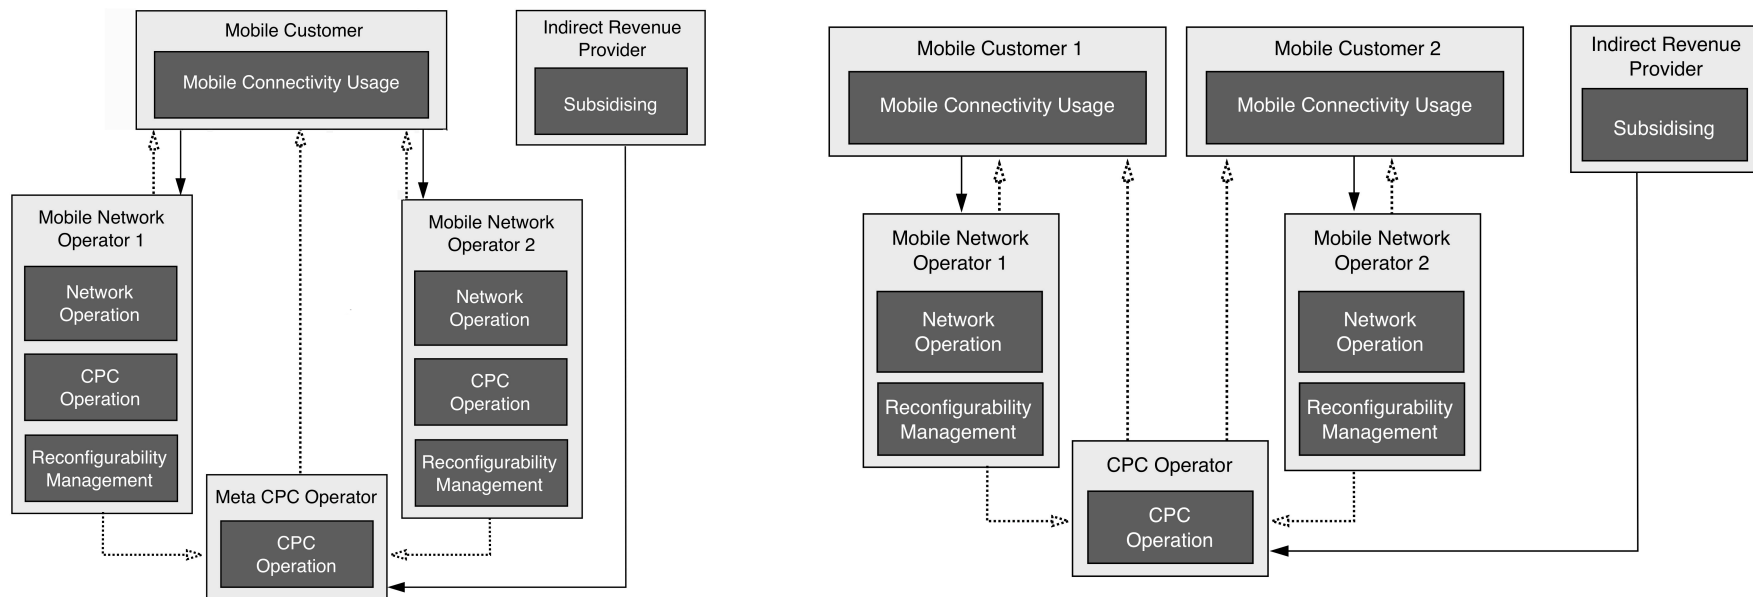 Mobile Customer
Mobile Connectivity Usage
Indirect Revenue
Provider
Subsidising
Mobile Network
Operator 1
Network
Operation
CPC
Operation
Reconfigurability
Management
Mobile Network
Operator 2
Network
Operation
CPC
Operation
Reconfigurability
Management
Meta CPC Operator
CPC
Operation
Mobile Customer 1
Mobile Connectivity Usage
Mobile Customer 2
Mobile Connectivity Usage
Indirect Revenue
Provider
Subsidising
Mobile Network
Operator 1
Network
Operation
Reconfigurability
Management
Mobile Network
Operator 2
Network
Operation
Reconfigurability
Management
CPC Operator
CPC
Operation